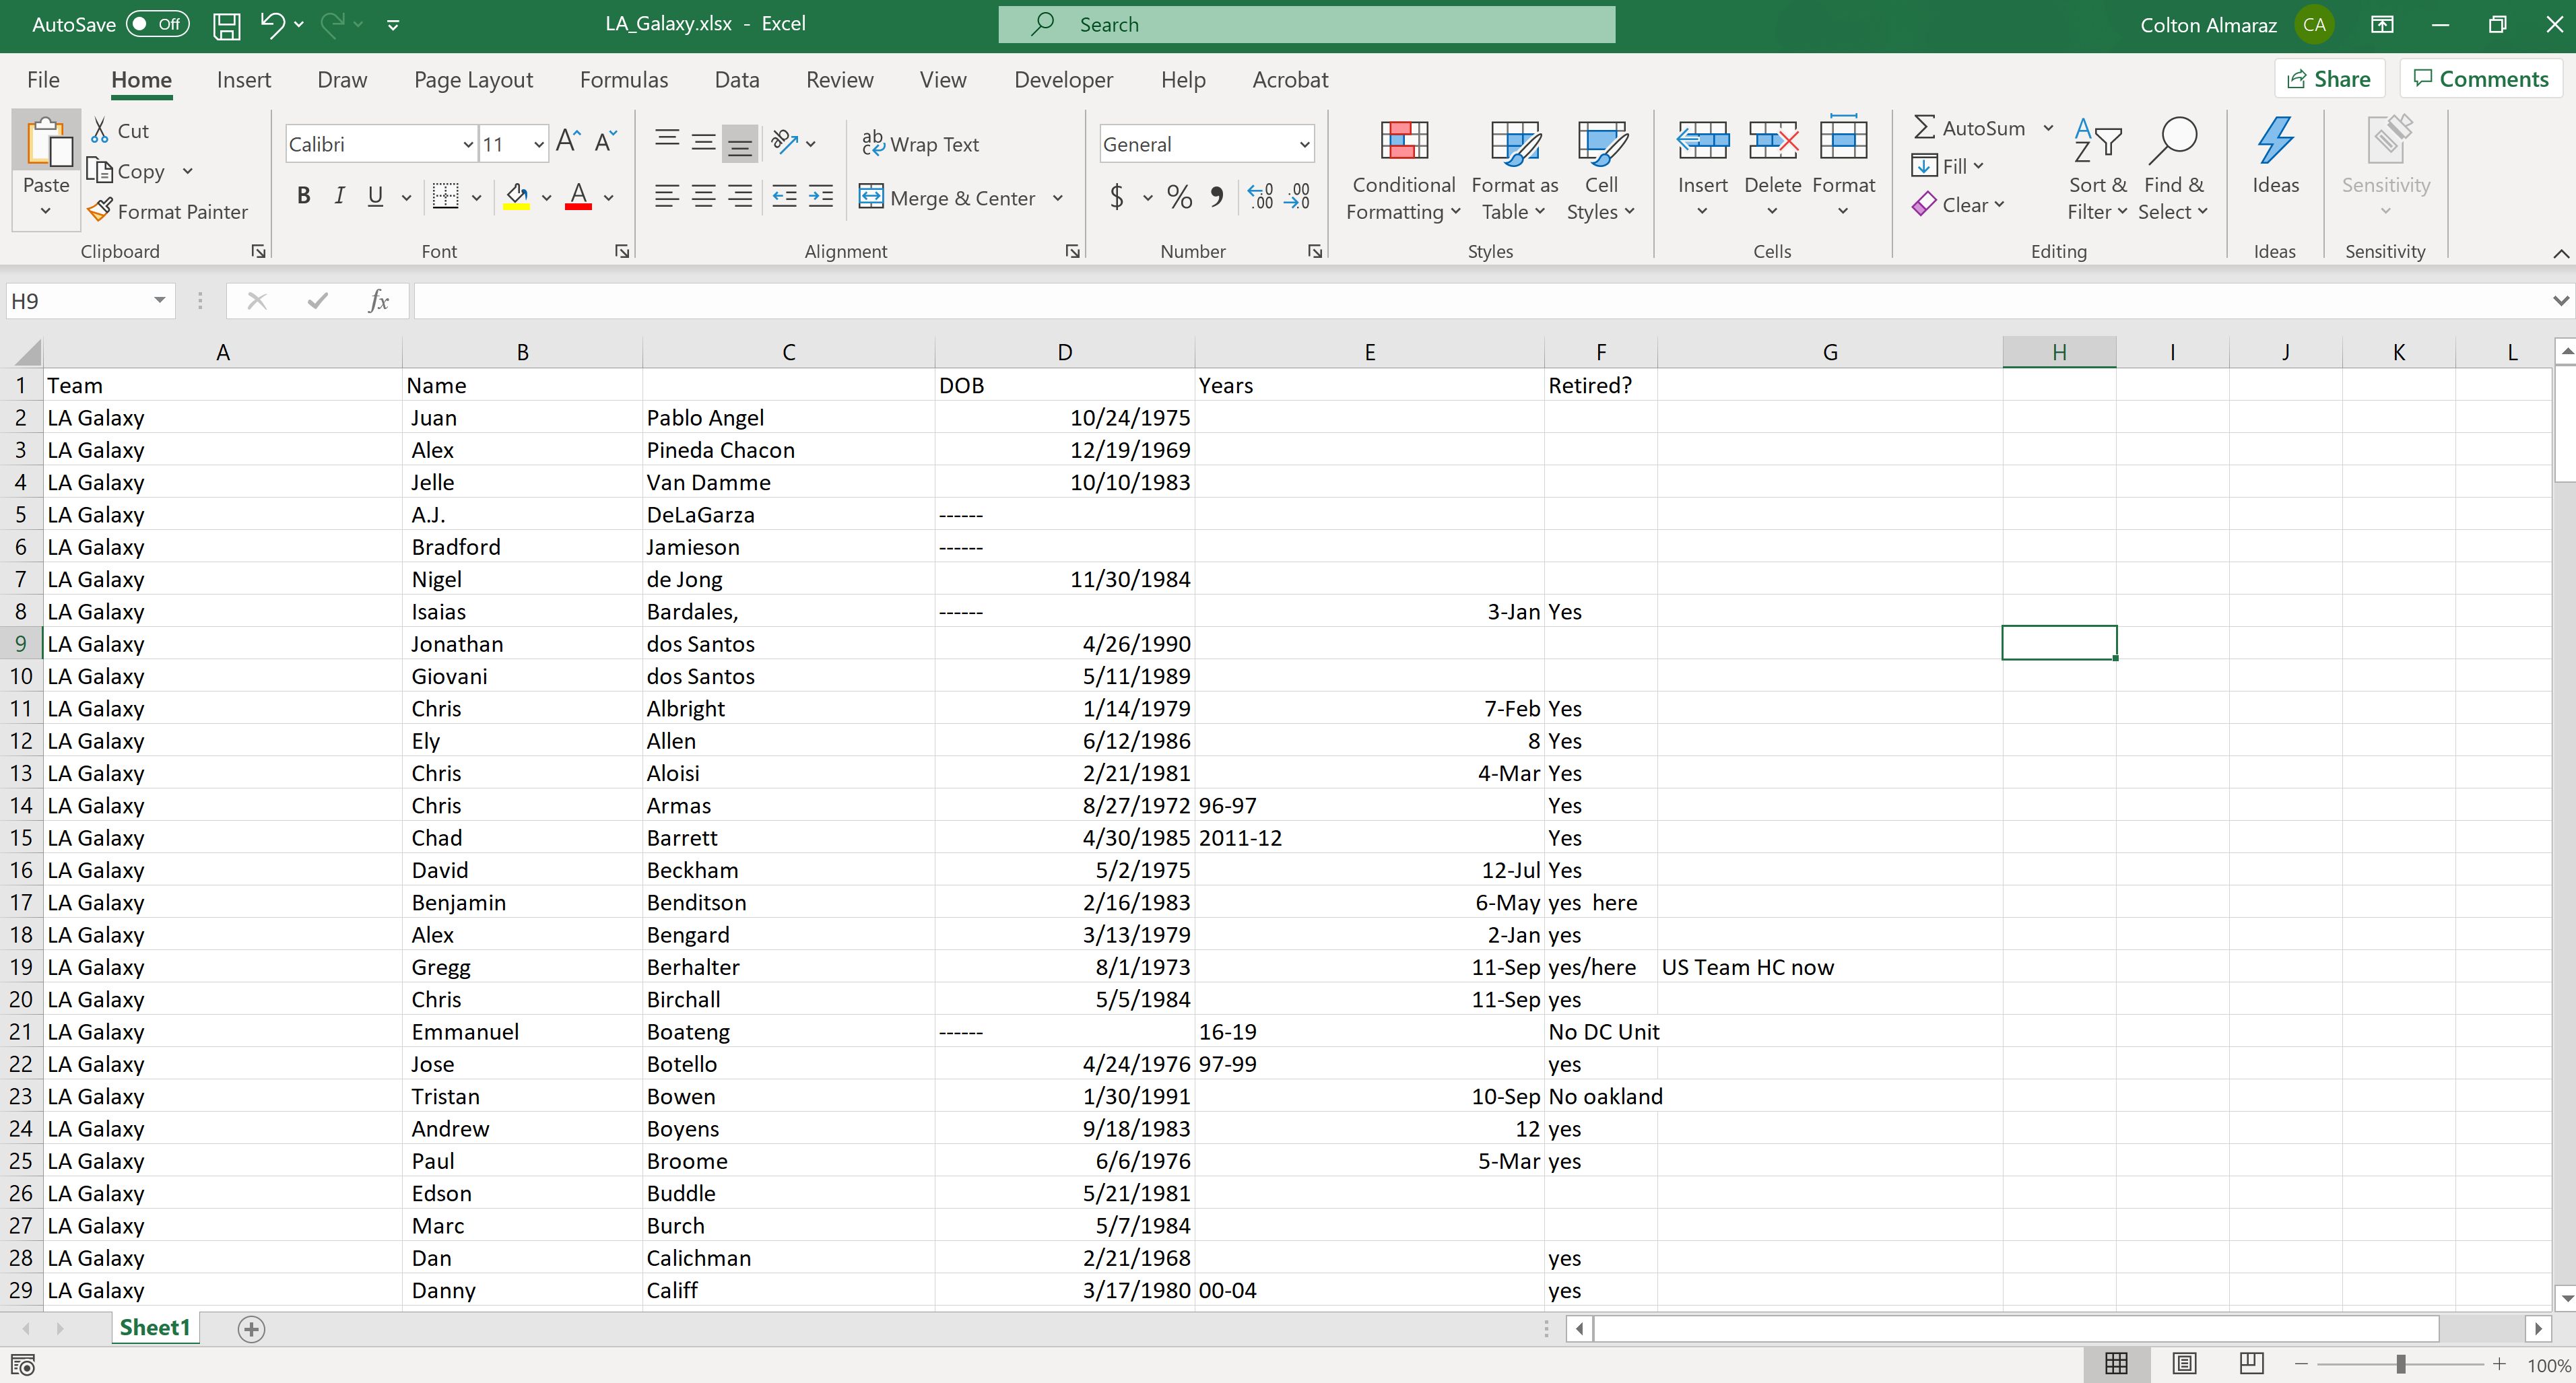 AutoSave Off LA_Galaxy.xlsx - Excel Search Colton Almaraz CA
File Home Insert Draw Page Layout Formulas Data Review View Developer Help Acrobat Share Comments
Paste Cut Copy Format Painter Clipboard
Calibri 11 A A B I U A Font
ab Wrap Text Merge & Center Alignment
General $ % , .00 .00 Number
Conditional Formatting Format as Table Cell Styles Styles
Insert Delete Format Cells
AutoSum Fill Clear Sort & Filter Find & Select Editing
Ideas Ideas
Sensitivity Sensitivity
H9 fx
A B C D E F G H I J K L
1 Team Name DOB Years Retired?
2 LA Galaxy Juan Pablo Angel 10/24/1975
3 LA Galaxy Alex Pineda Chacon 12/19/1969
4 LA Galaxy Jelle Van Damme 10/10/1983
5 LA Galaxy A.J. DeLaGarza ------
6 LA Galaxy Bradford Jamieson ------
7 LA Galaxy Nigel de Jong 11/30/1984
8 LA Galaxy Isaias Bardales, ------ 3-Jan Yes
9 LA Galaxy Jonathan dos Santos 4/26/1990
10 LA Galaxy Giovani dos Santos 5/11/1989
11 LA Galaxy Chris Albright 1/14/1979 7-Feb Yes
12 LA Galaxy Ely Allen 6/12/1986 8 Yes
13 LA Galaxy Chris Aloisi 2/21/1981 4-Mar Yes
14 LA Galaxy Chris Armas 8/27/1972 96-97 Yes
15 LA Galaxy Chad Barrett 4/30/1985 2011-12 Yes
16 LA Galaxy David Beckham 5/2/1975 12-Jul Yes
17 LA Galaxy Benjamin Benditson 2/16/1983 6-May yes here
18 LA Galaxy Alex Bengard 3/13/1979 2-Jan yes
19 LA Galaxy Gregg Berhalter 8/1/1973 11-Sep yes/here US Team HC now
20 LA Galaxy Chris Birchall 5/5/1984 11-Sep yes
21 LA Galaxy Emmanuel Boateng ------ 16-19 No DC Unit
22 LA Galaxy Jose Botello 4/24/1976 97-99 yes
23 LA Galaxy Tristan Bowen 1/30/1991 10-Sep No oakland
24 LA Galaxy Andrew Boyens 9/18/1983 12 yes
25 LA Galaxy Paul Broome 6/6/1976 5-Mar yes
26 LA Galaxy Edson Buddle 5/21/1981
27 LA Galaxy Marc Burch 5/7/1984
28 LA Galaxy Dan Calichman 2/21/1968 yes
29 LA Galaxy Danny Califf 3/17/1980 00-04 yes
Sheet1
100%